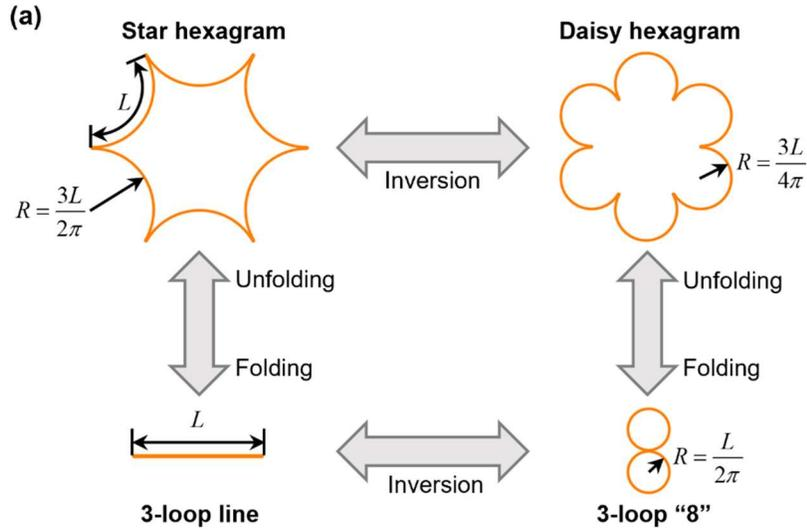 (a)
Star hexagram
Daisy hexagram
L
R = 3L / 2π
Inversion
R = 3L / 4π
Unfolding
Folding
Unfolding
Folding
L
Inversion
R = L / 2π
3-loop line
3-loop “8”